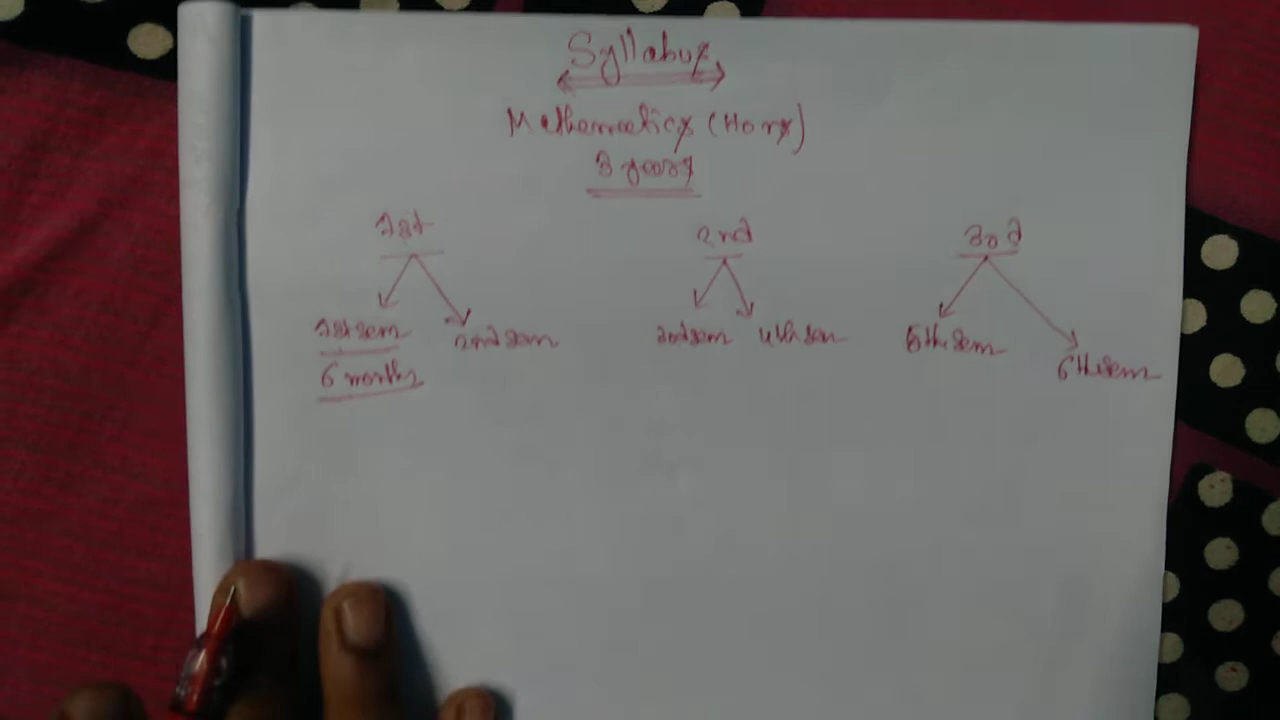 Syllabus
Mathematics (Hons)
3 years
1st 2nd 3rd
1st sem 2nd sem 3rd sem 4th sem 5th sem 6th sem
6 months